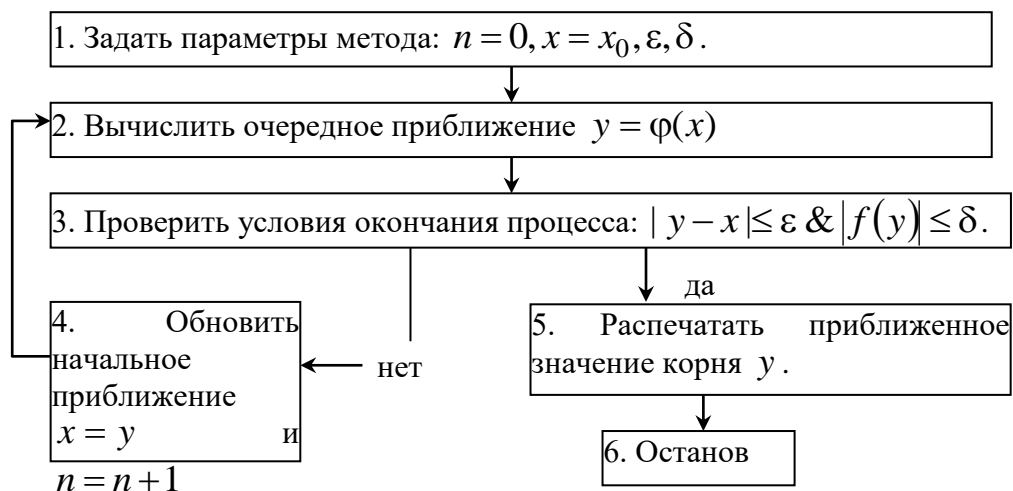 1. Задать параметры метода: n = 0, x = x₀, ε, δ.
2. Вычислить очередное приближение y = φ(x)
3. Проверить условия окончания процесса: | y − x |≤ ε & |f(y)| ≤ δ.
да
4. Обновить
начальное
приближение
x = y и
n = n + 1
нет
5. Распечатать приближенное
значение корня y .
6. Останов